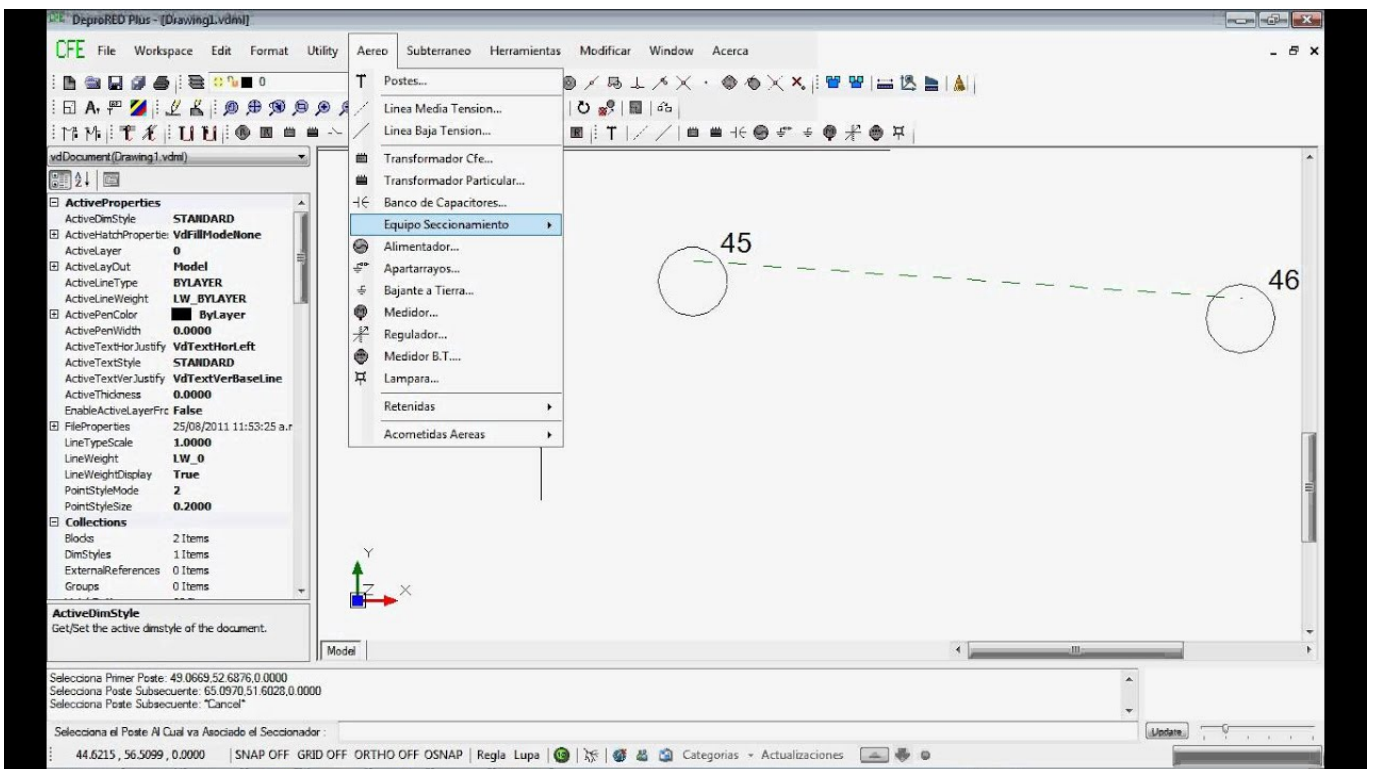 CFE DeproRED Plus - [Drawing1.vdml]
CFE File Workspace Edit Format Utility Aereo Subterraneo Herramientas Modificar Window Acerca
0
vdDocument(Drawing1.vdml)
ActiveProperties
ActiveDimStyle STANDARD
ActiveHatchPropertie: VdFillModeNone
ActiveLayer 0
ActiveLayOut Model
ActiveLineType BYLAYER
ActiveLineWeight LW_BYLAYER
ActivePenColor ByLayer
ActivePenWidth 0.0000
ActiveTextHorJustify VdTextHorLeft
ActiveTextStyle STANDARD
ActiveTextVerJustify VdTextVerBaseLine
ActiveThickness 0.0000
EnableActiveLayerFrc False
FileProperties 25/08/2011 11:53:25 a.r
LineTypeScale 1.0000
LineWeight LW_0
LineWeightDisplay True
PointStyleMode 2
PointStyleSize 0.2000
Collections
Blocks 2 Items
DimStyles 1 Items
ExternalReferences 0 Items
Groups 0 Items
ActiveDimStyle
Get/Set the active dimstyle of the document.
Postes...
Linea Media Tension...
Linea Baja Tension...
Transformador Cfe...
Transformador Particular...
Banco de Capacitores...
Equipo Seccionamiento
Alimentador...
Apartarrayos...
Bajante a Tierra...
Medidor...
Regulador...
Medidor B.T....
Lampara...
Retenidas
Acometidas Aereas
45
46
Y
Z
X
Model
Selecciona Primer Poste: 49.0669,52.6876,0.0000
Selecciona Poste Subsecuente: 65.0970,51.6028,0.0000
Selecciona Poste Subsecuente: *Cancel*
Selecciona el Poste Al Cual va Asociado el Seccionador :
Update
44.6215 , 56.5099 , 0.0000 SNAP OFF GRID OFF ORTHO OFF OSNAP Regla Lupa Categorias Actualizaciones